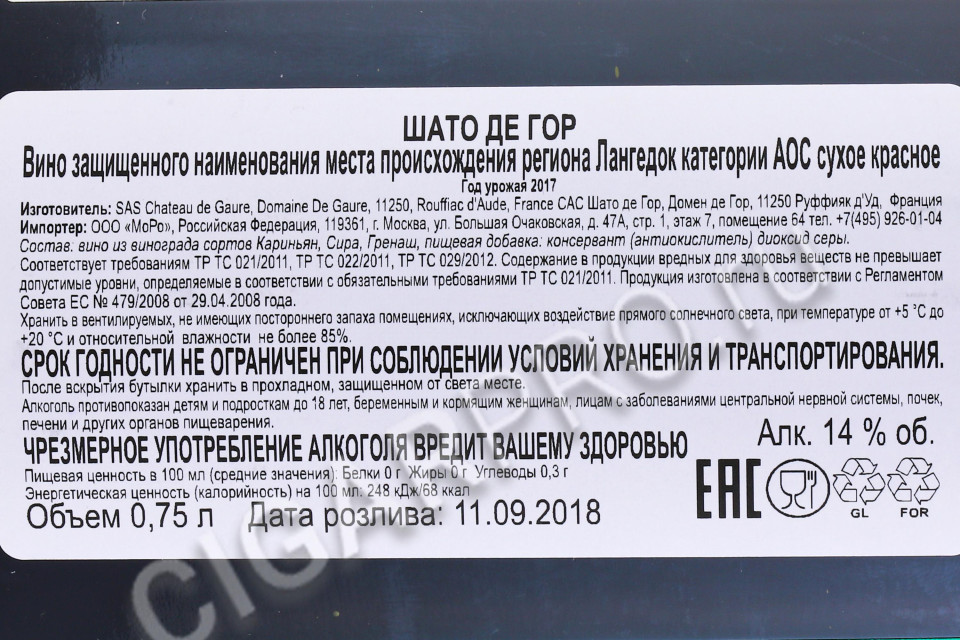 ШАТО ДЕ ГОР
Вино защищенного наименования места происхождения региона Лангедок категории АОС сухое красное
Год урожая 2017
Изготовитель: SAS Chateau de Gaure, Domaine De Gaure, 11250, Rouffiac d'Aude, France САС Шато де Гор, Домен де Гор, 11250 Руффияк д'Уд, Франция
Импортер: ООО «МоРо», Российская Федерация, 119361, г. Москва, ул. Большая Очаковская, д. 47А, стр. 1, этаж 7, помещение 64 тел. +7(495) 926-01-04
Состав: вино из винограда сортов Кариньян, Сира, Гренаш, пищевая добавка: консервант (антиокислитель) диоксид серы.
Соответствует требованиям ТР ТС 021/2011, ТР ТС 022/2011, ТР ТС 029/2012. Содержание в продукции вредных для здоровья веществ не превышает
допустимые уровни, определяемые в соответствии с обязательными требованиями ТР ТС 021/2011. Продукция изготовлена в соответствии с Регламентом
Совета ЕС № 479/2008 от 29.04.2008 года.
Хранить в вентилируемых, не имеющих постороннего запаха помещениях, исключающих воздействие прямого солнечного света, при температуре от +5 °C до
+20 °C и относительной влажности не более 85%.
СРОК ГОДНОСТИ НЕ ОГРАНИЧЕН ПРИ СОБЛЮДЕНИИ УСЛОВИЙ ХРАНЕНИЯ И ТРАНСПОРТИРОВАНИЯ.
После вскрытия бутылки хранить в прохладном, защищенном от света месте.
Алкоголь противопоказан детям и подросткам до 18 лет, беременным и кормящим женщинам, лицам с заболеваниями центральной нервной системы, почек,
печени и других органов пищеварения.
ЧРЕЗМЕРНОЕ УПОТРЕБЛЕНИЕ АЛКОГОЛЯ ВРЕДИТ ВАШЕМУ ЗДОРОВЬЮ
Алк. 14 % об.
Пищевая ценность в 100 мл (средние значения): Белки 0 г Жиры 0 г Углеводы 0,3 г
Энергетическая ценность (калорийность) на 100 мл: 248 кДж/68 ккал
Объем 0,75 л Дата розлива: 11.09.2018
EAC
GL FOR
CIGARPRO.ru